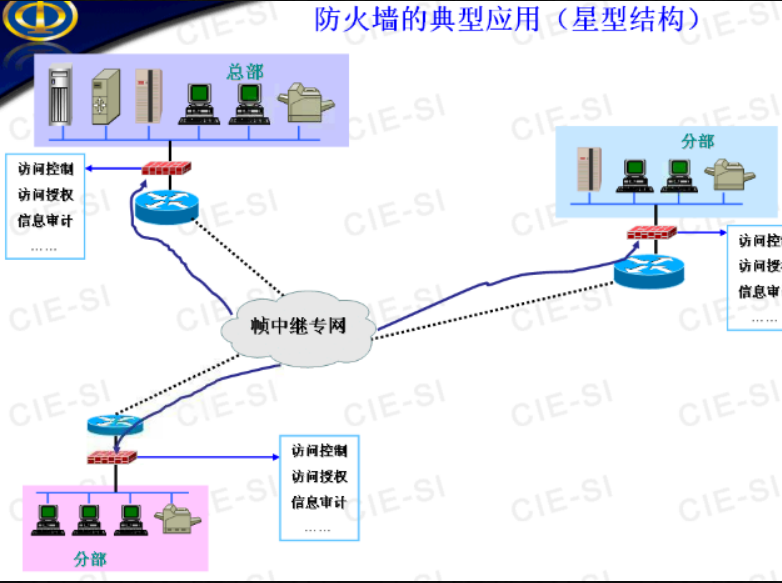 防火墙的典型应用（星型结构）
总部
访问控制
访问授权
信息审计
……
分部
访问控
访问授
信息审
……
帧中继专网
访问控制
访问授权
信息审计
……
分部
CIE-SI